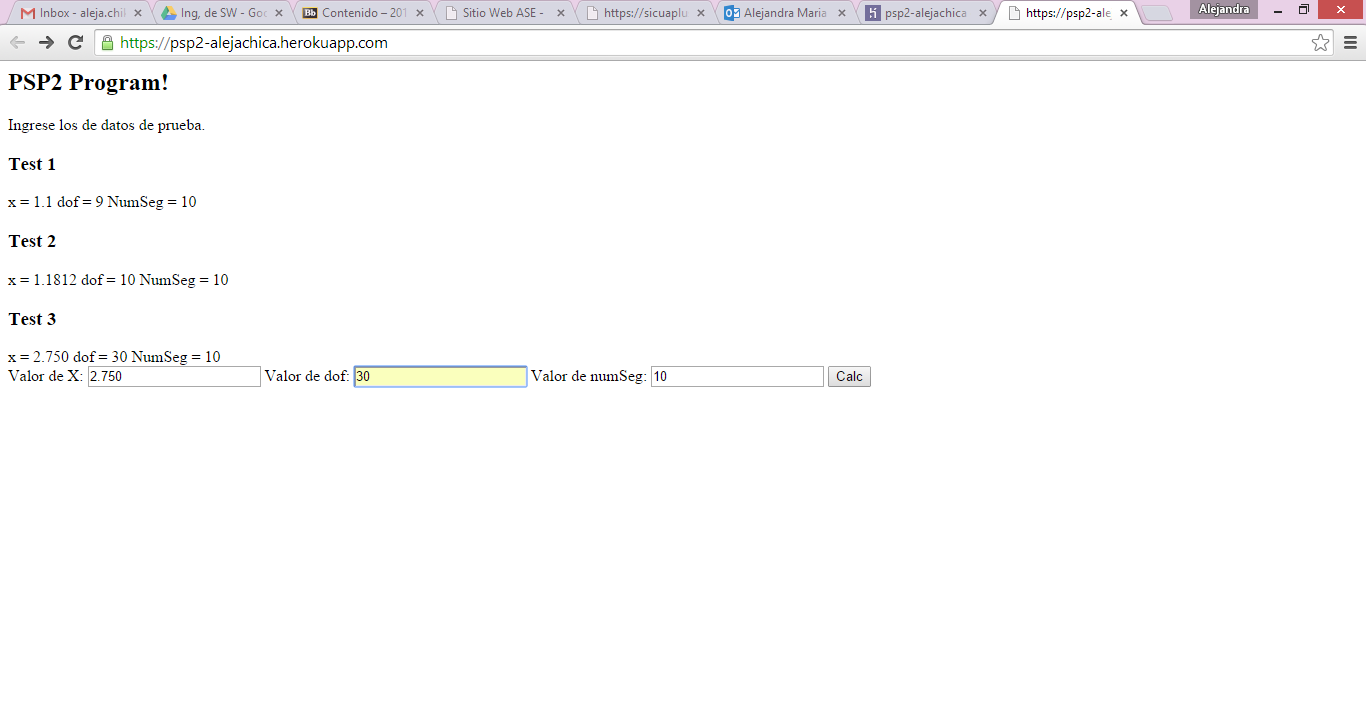 Inbox - aleja.chi Ing, de SW - Goo Contenido – 201 Sitio Web ASE - https://sicuaplu Alejandra Maria psp2-alejachica https://psp2-ale Alejandra
https://psp2-alejachica.herokuapp.com
PSP2 Program!
Ingrese los de datos de prueba.
Test 1
x = 1.1 dof = 9 NumSeg = 10
Test 2
x = 1.1812 dof = 10 NumSeg = 10
Test 3
x = 2.750 dof = 30 NumSeg = 10
Valor de X: 2.750 Valor de dof: 30 Valor de numSeg: 10 Calc